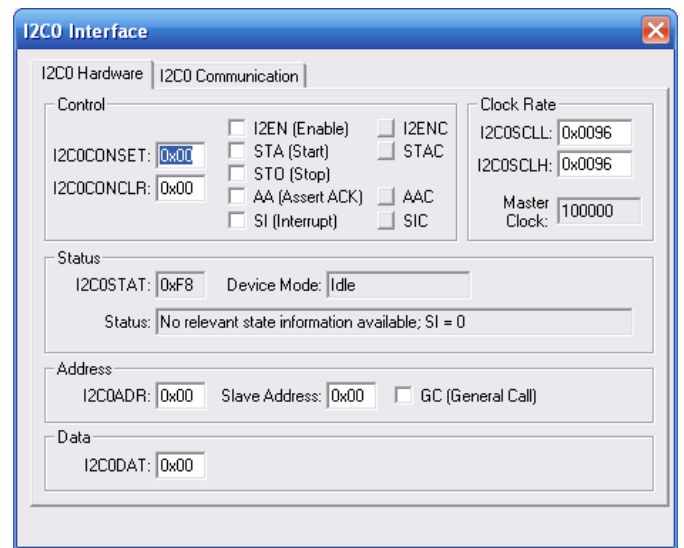 I2C0 Interface
I2C0 Hardware
I2C0 Communication
Control
I2C0CONSET: 0x00
I2C0CONCLR: 0x00
I2EN (Enable)
I2ENC
STA (Start)
STAC
STO (Stop)
AA (Assert ACK)
AAC
SI (Interrupt)
SIC
Clock Rate
I2C0SCLL: 0x0096
I2C0SCLH: 0x0096
Master
Clock: 100000
Status
I2C0STAT: 0xF8 Device Mode: Idle
Status: No relevant state information available; SI = 0
Address
I2C0ADR: 0x00 Slave Address: 0x00 GC (General Call)
Data
I2C0DAT: 0x00